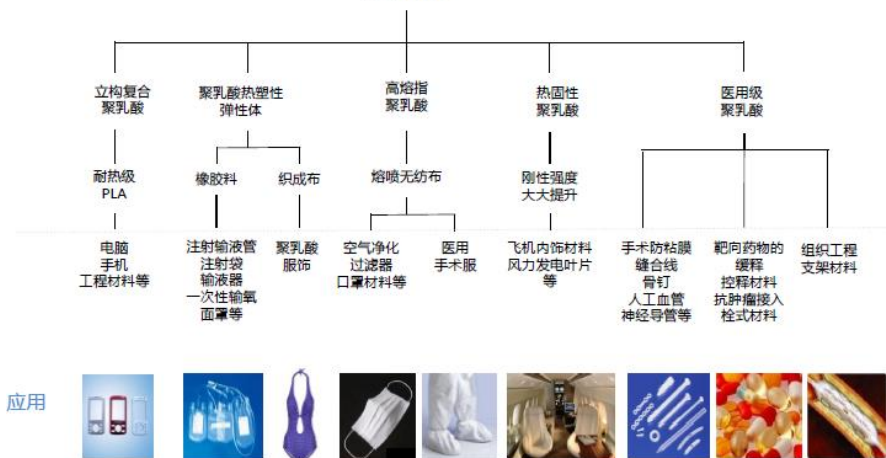 立构复合
聚乳酸
聚乳酸热塑性
弹性体
高熔指
聚乳酸
热固性
聚乳酸
医用级
聚乳酸
耐热级
PLA
橡胶料
织成布
熔喷无纺布
刚性强度
大大提升
电脑
手机
工程材料等
注射输液管
注射袋
输液器
一次性输氧
面罩等
聚乳酸
服饰
空气净化
过滤器
口罩材料等
医用
手术服
飞机内饰材料
风力发电叶片
等
手术防粘膜
缝合线
骨钉
人工血管
神经导管等
靶向药物的
缓释
控释材料
抗肿瘤接入
栓式材料
组织工程
支架材料
应用